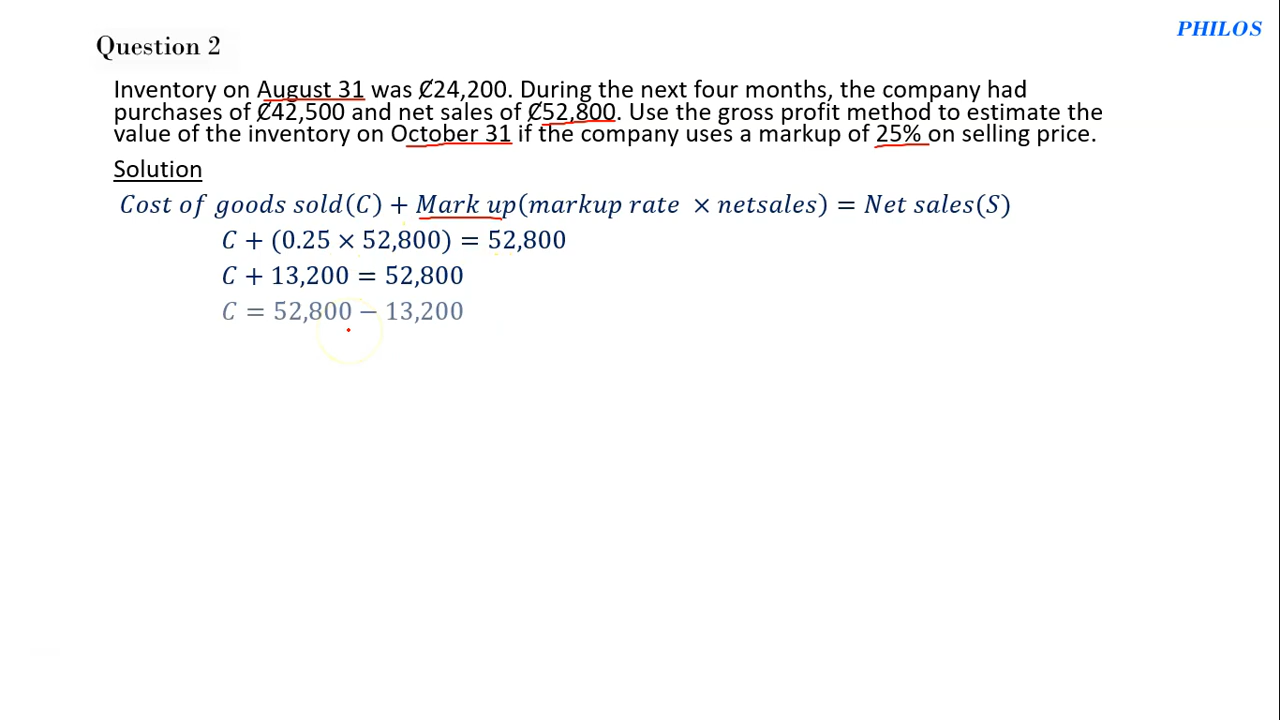 PHILOS
Question 2
Inventory on August 31 was ₵24,200. During the next four months, the company had
purchases of ₵42,500 and net sales of ₵52,800. Use the gross profit method to estimate the
value of the inventory on October 31 if the company uses a markup of 25% on selling price.
Solution
Cost of goods sold(C) + Mark up(markup rate × netsales) = Net sales(S)
C + (0.25 × 52,800) = 52,800
C + 13,200 = 52,800
C = 52,800 − 13,200